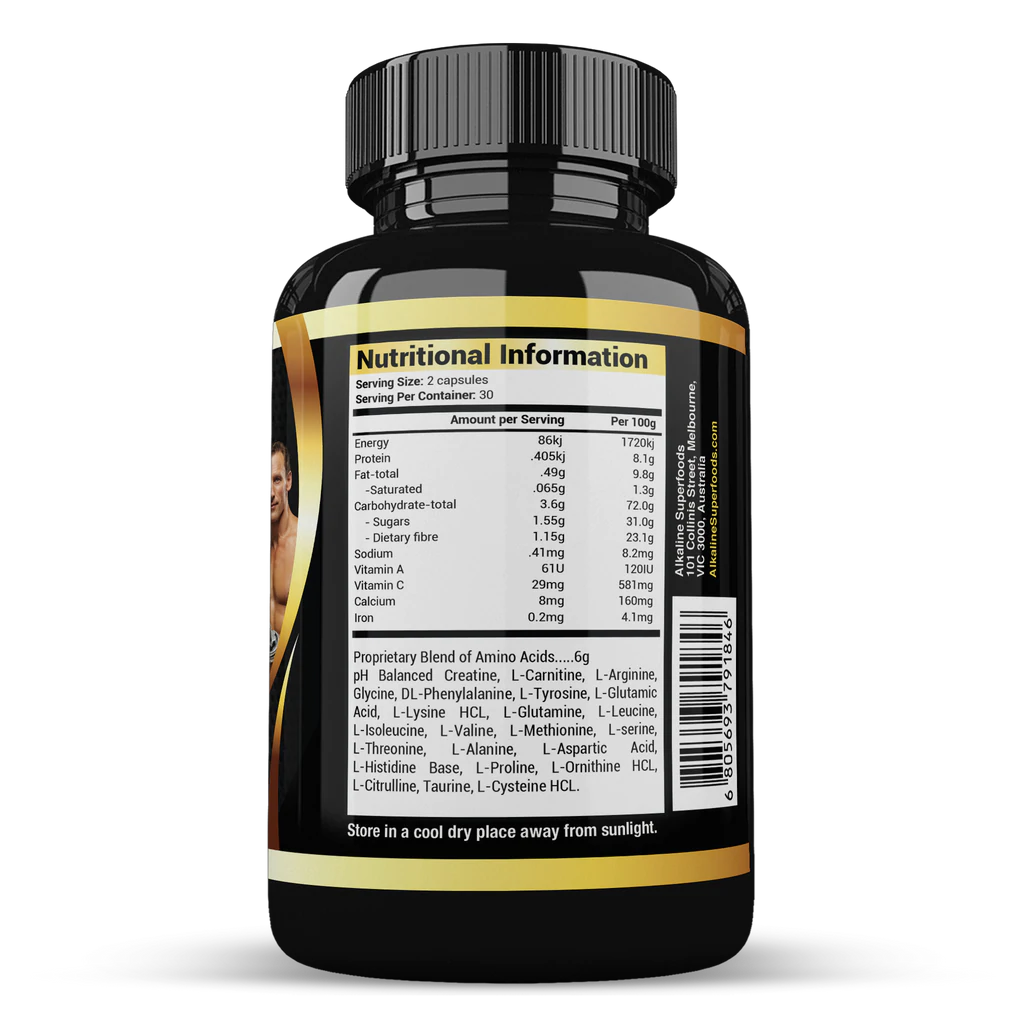 Nutritional Information
Serving Size: 2 capsules
Serving Per Container: 30
Amount per Serving Per 100g
Energy 86kj 1720kj
Protein .405kj 8.1g
Fat-total .49g 9.8g
-Saturated .065g 1.3g
Carbohydrate-total 3.6g 72.0g
- Sugars 1.55g 31.0g
- Dietary fibre 1.15g 23.1g
Sodium .41mg 8.2mg
Vitamin A 61U 120IU
Vitamin C 29mg 581mg
Calcium 8mg 160mg
Iron 0.2mg 4.1mg
Proprietary Blend of Amino Acids.....6g
pH Balanced Creatine, L-Carnitine, L-Arginine,
Glycine, DL-Phenylalanine, L-Tyrosine, L-Glutamic
Acid, L-Lysine HCL, L-Glutamine, L-Leucine,
L-Isoleucine, L-Valine, L-Methionine, L-serine,
L-Threonine, L-Alanine, L-Aspartic Acid,
L-Histidine Base, L-Proline, L-Ornithine HCL,
L-Citrulline, Taurine, L-Cysteine HCL.
Store in a cool dry place away from sunlight.
Alkaline Superfoods
101 Collinis Street, Melbourne,
VIC 3000, Australia
AlkalineSuperfoods.com
6 805693 791846